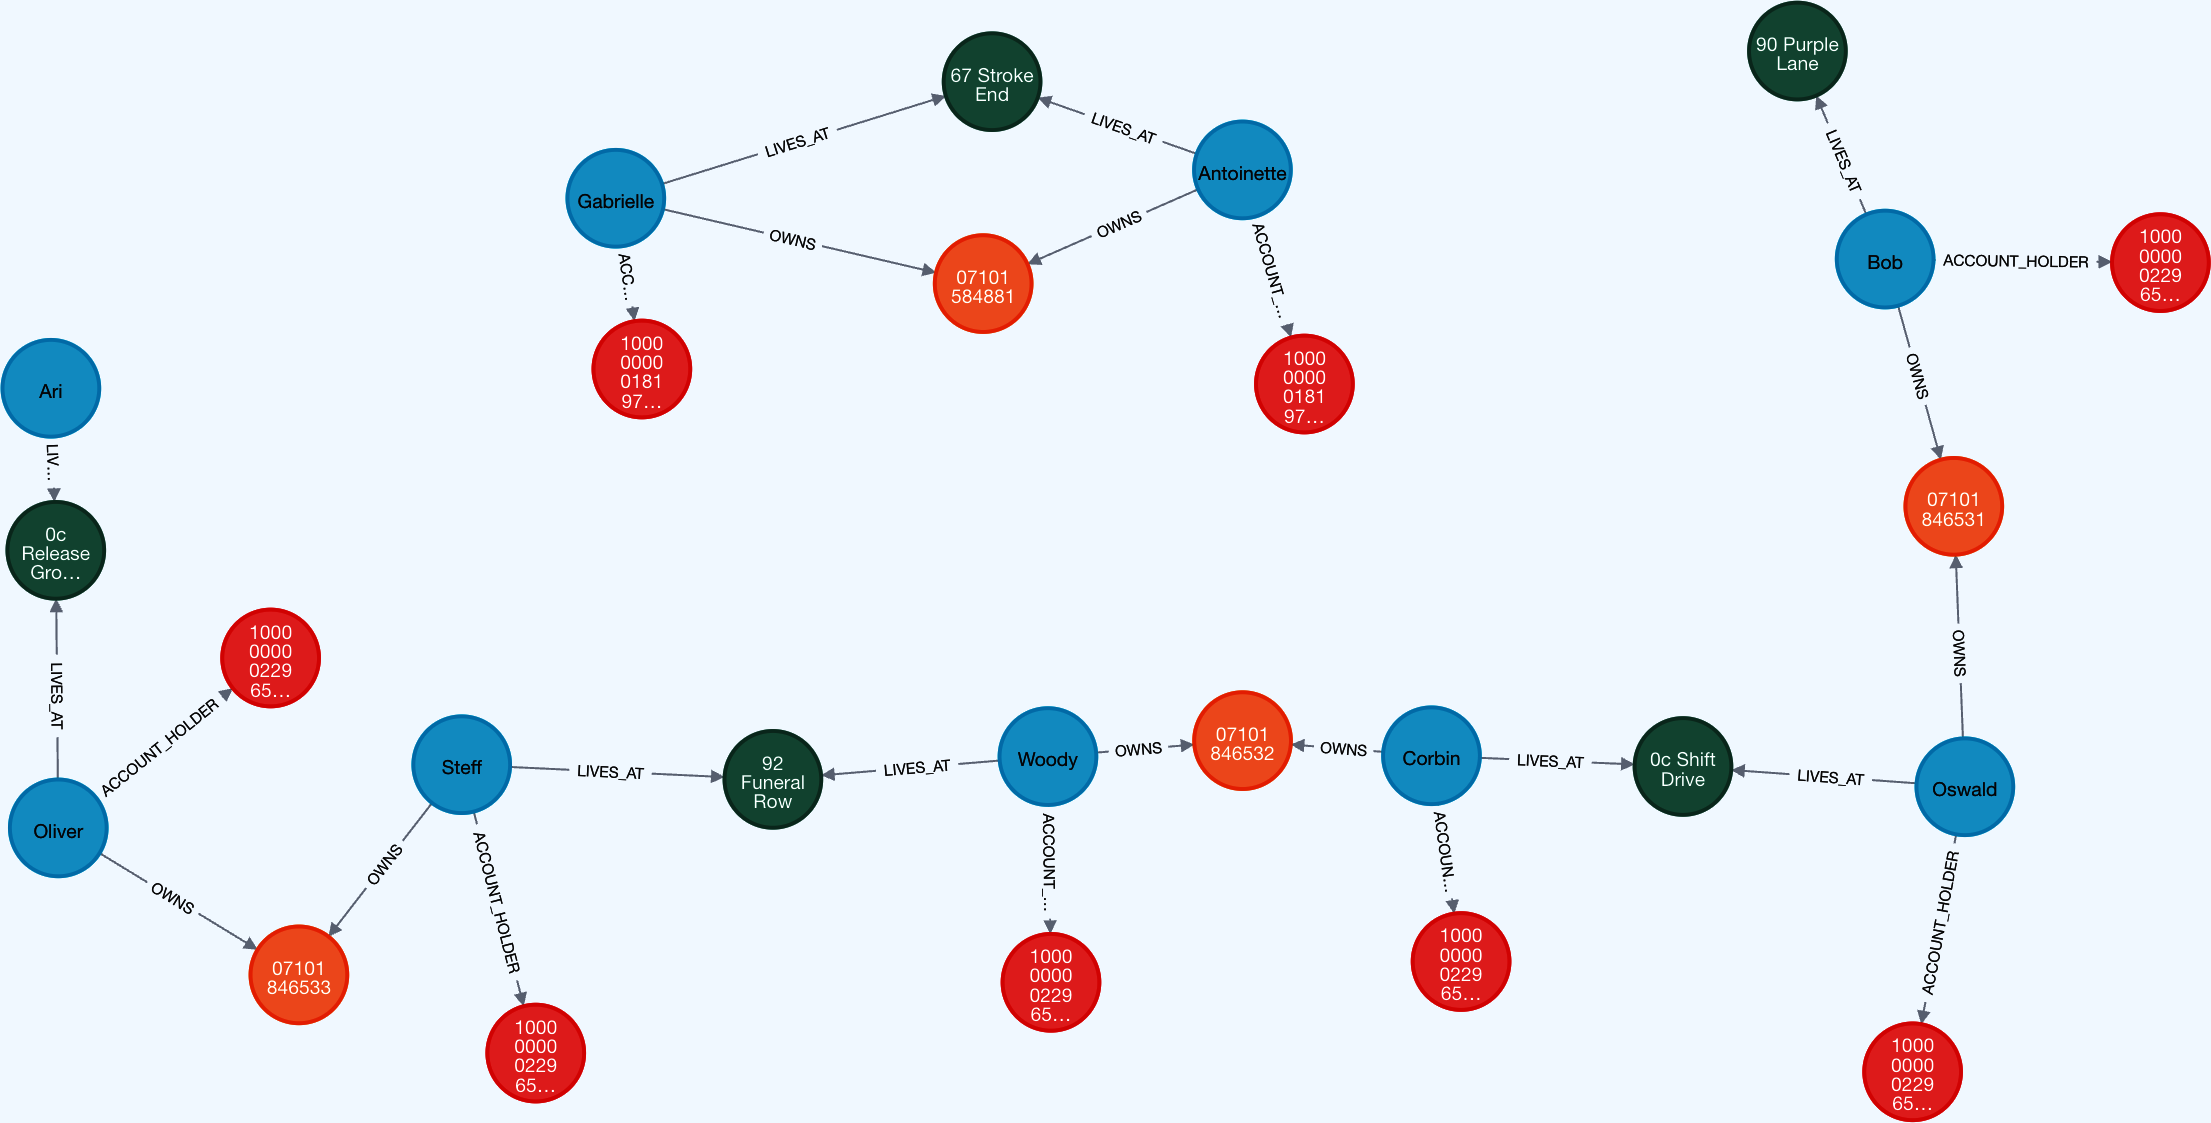 90 Purple
Lane
67 Stroke
End
LIVES_AT
LIVES_AT
LIVES_AT
Gabrielle
Antoinette
OWNS
OWNS
Bob
ACCOUNT_HOLDER
1000
0000
0229
65...
ACC...
ACCOUNT_...
07101
584881
1000
0000
0181
97...
1000
0000
0181
97...
OWNS
Ari
LIV...
0c
Release
Gro...
07101
846531
1000
0000
0229
65...
LIVES_AT
ACCOUNT_HOLDER
OWNS
Oliver
Steff
LIVES_AT
92
Funeral
Row
LIVES_AT
Woody
OWNS
07101
846532
OWNS
Corbin
LIVES_AT
0c Shift
Drive
LIVES_AT
Oswald
OWNS
OWNS
ACCOUNT_HOLDER
ACCOUNT_...
ACCOUN...
ACCOUNT_HOLDER
07101
846533
1000
0000
0229
65...
1000
0000
0229
65...
1000
0000
0229
65...
1000
0000
0229
65...